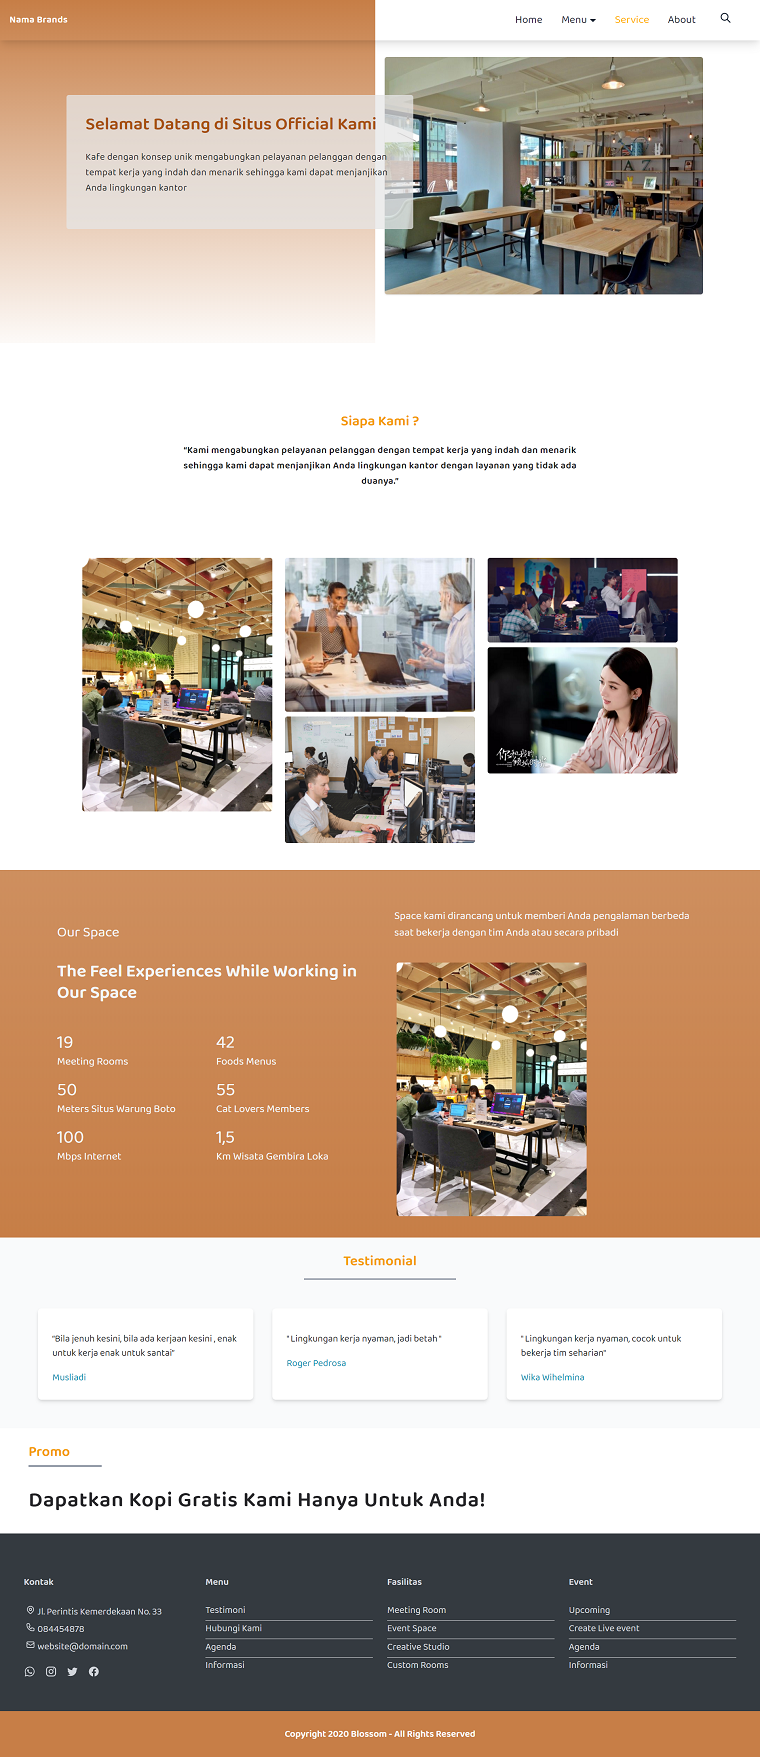 Nama Brands
Home
Menu
Service
About
Selamat Datang di Situs Official Kami
Kafe dengan konsep unik mengabungkan pelayanan pelanggan dengan
tempat kerja yang indah dan menarik sehingga kami dapat menjanjikan
Anda lingkungan kantor
Siapa Kami ?
"Kami mengabungkan pelayanan pelanggan dengan tempat kerja yang indah dan menarik
sehingga kami dapat menjanjikan Anda lingkungan kantor dengan layanan yang tidak ada
duanya."
Our Space
The Feel Experiences While Working in
Our Space
19
Meeting Rooms
42
Foods Menus
50
Meters Situs Warung Boto
55
Cat Lovers Members
100
Mbps Internet
1,5
Km Wisata Gembira Loka
Space kami dirancang untuk memberi Anda pengalaman berbeda
saat bekerja dengan tim Anda atau secara pribadi
Testimonial
"Bila jenuh kesini, bila ada kerjaan kesini , enak
untuk kerja enak untuk santai"
Musliadi
" Lingkungan kerja nyaman, jadi betah "
Roger Pedrosa
" Lingkungan kerja nyaman, cocok untuk
bekerja tim seharian"
Wika Wihelmina
Promo
Dapatkan Kopi Gratis Kami Hanya Untuk Anda!
Kontak
Jl. Perintis Kemerdekaan No. 33
084454878
website@domain.com
Menu
Testimoni
Hubungi Kami
Agenda
Informasi
Fasilitas
Meeting Room
Event Space
Creative Studio
Custom Rooms
Event
Upcoming
Create Live event
Agenda
Informasi
Copyright 2020 Blossom - All Rights Reserved